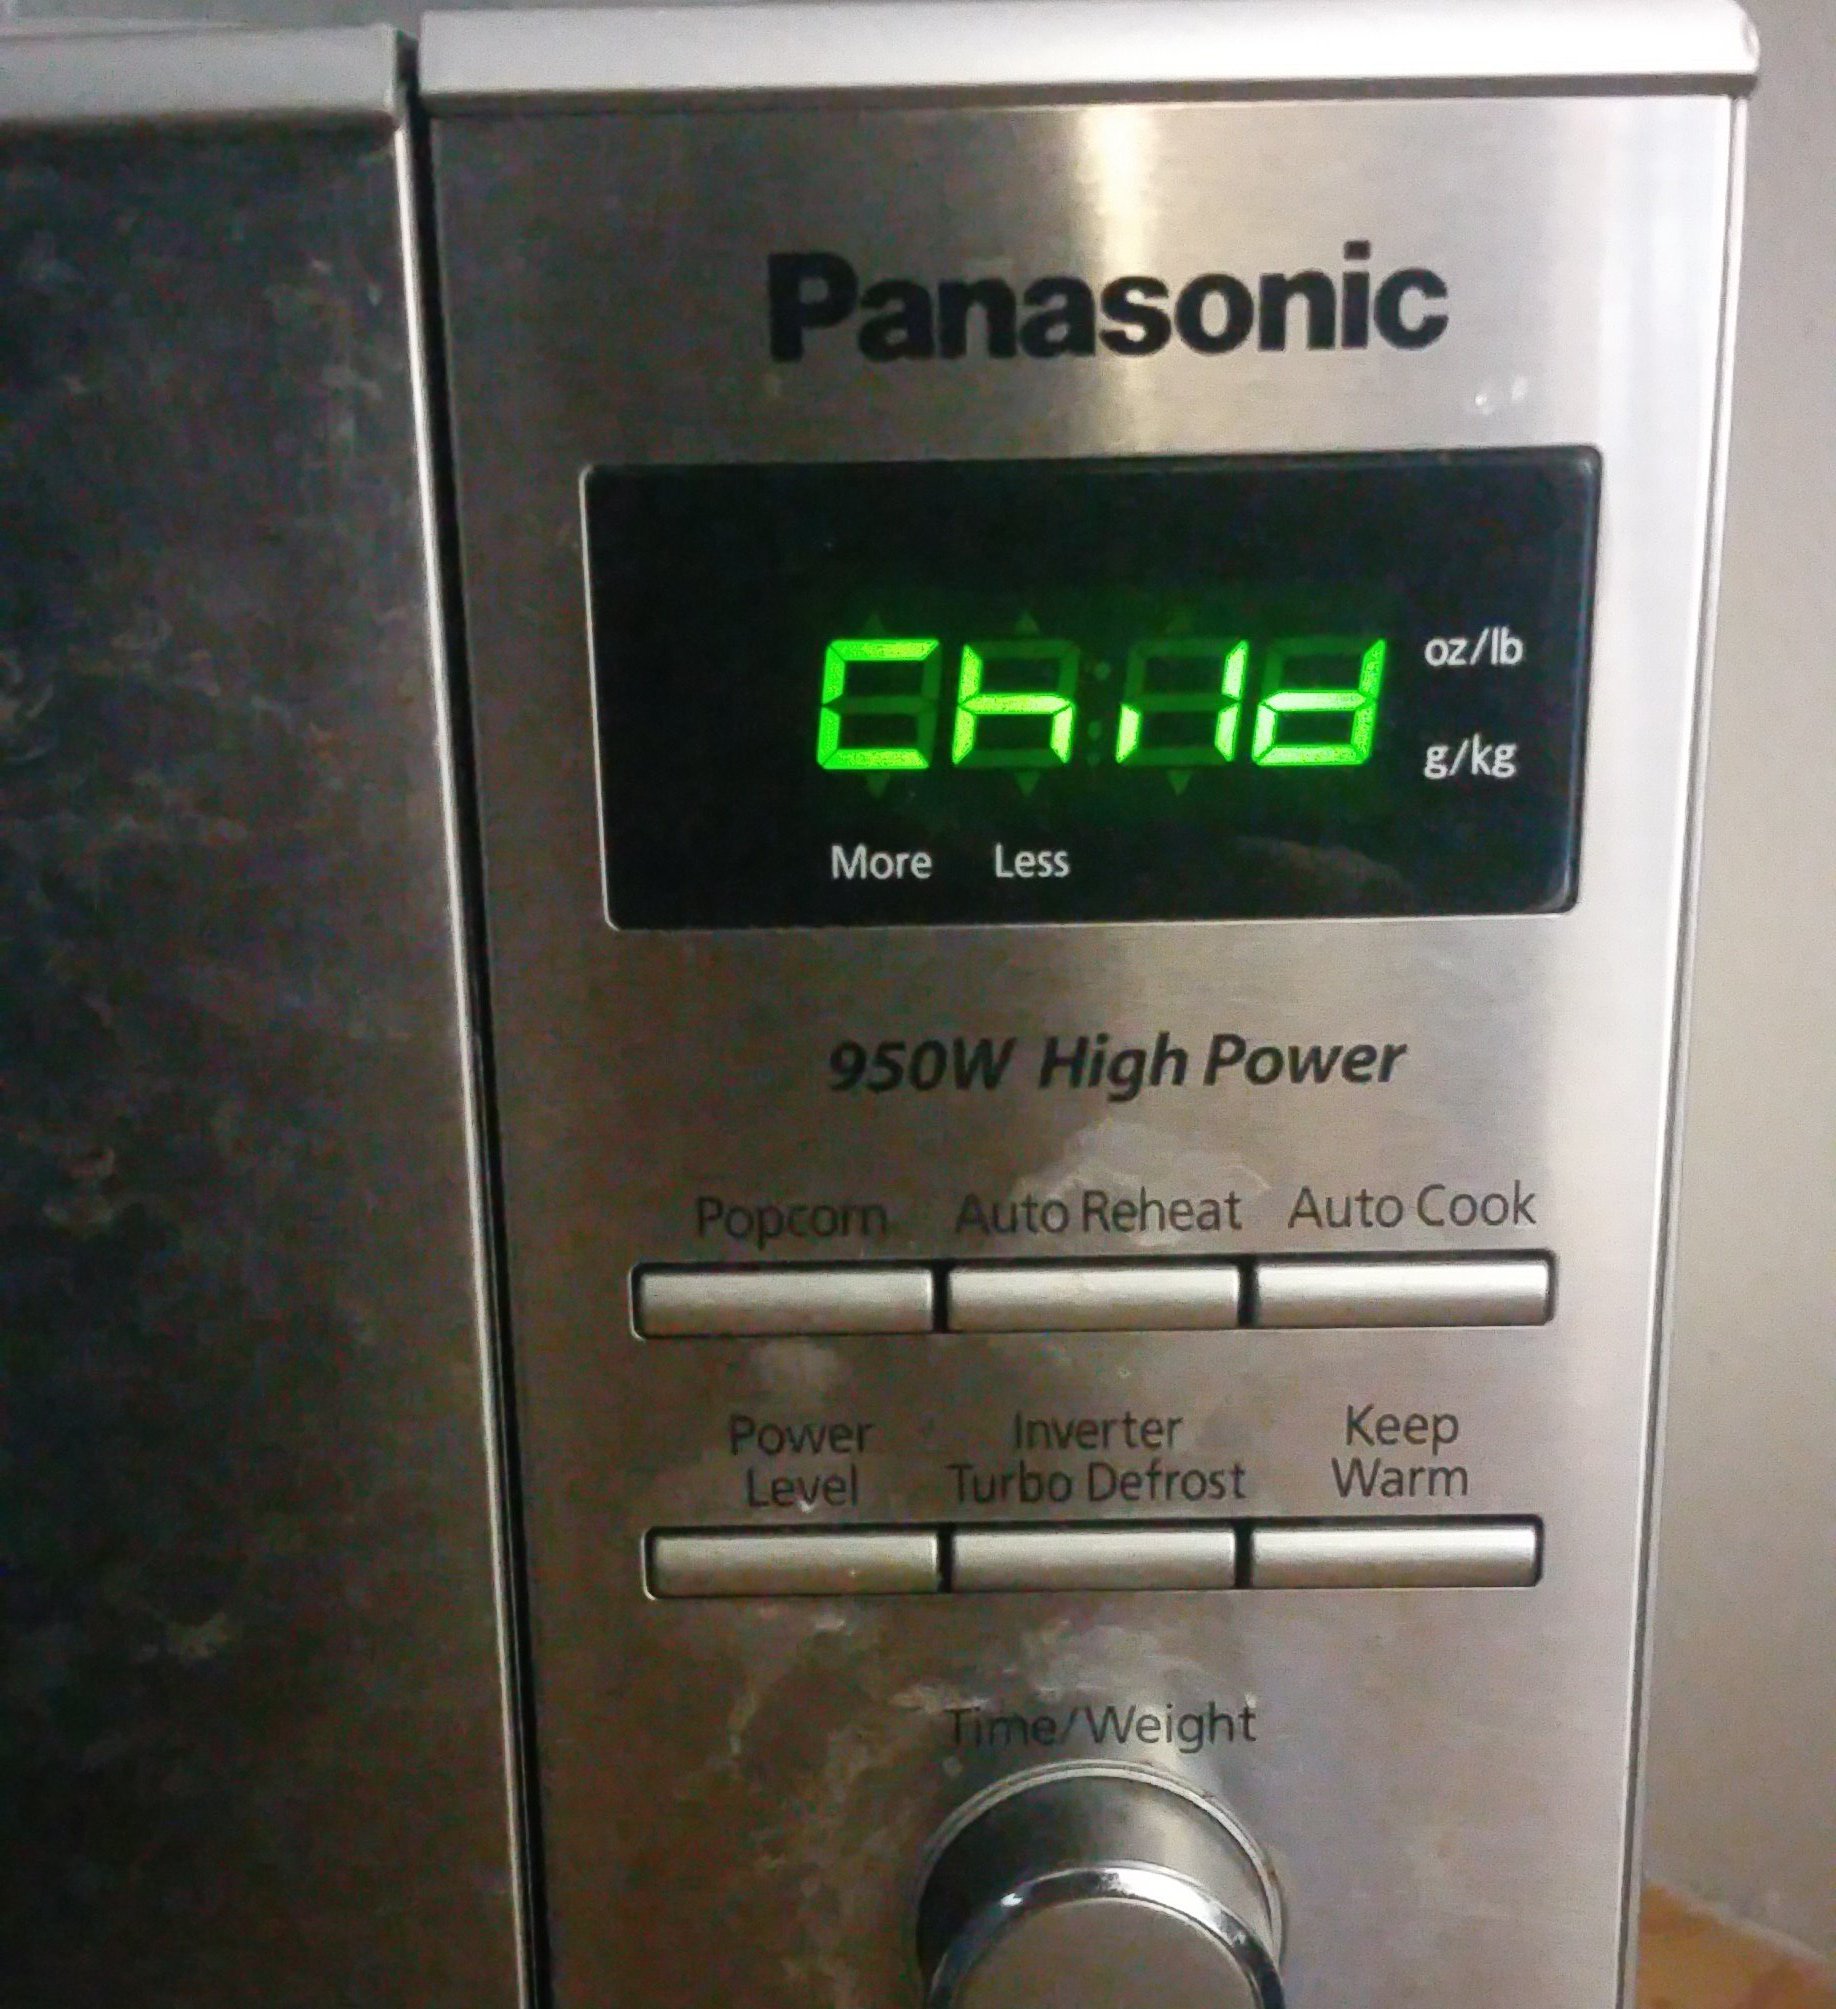 Panasonic
Child
oz/lb
g/kg
More Less
950W High Power
Popcorn Auto Reheat Auto Cook
Power Level
Inverter Turbo Defrost
Keep Warm
Time/Weight